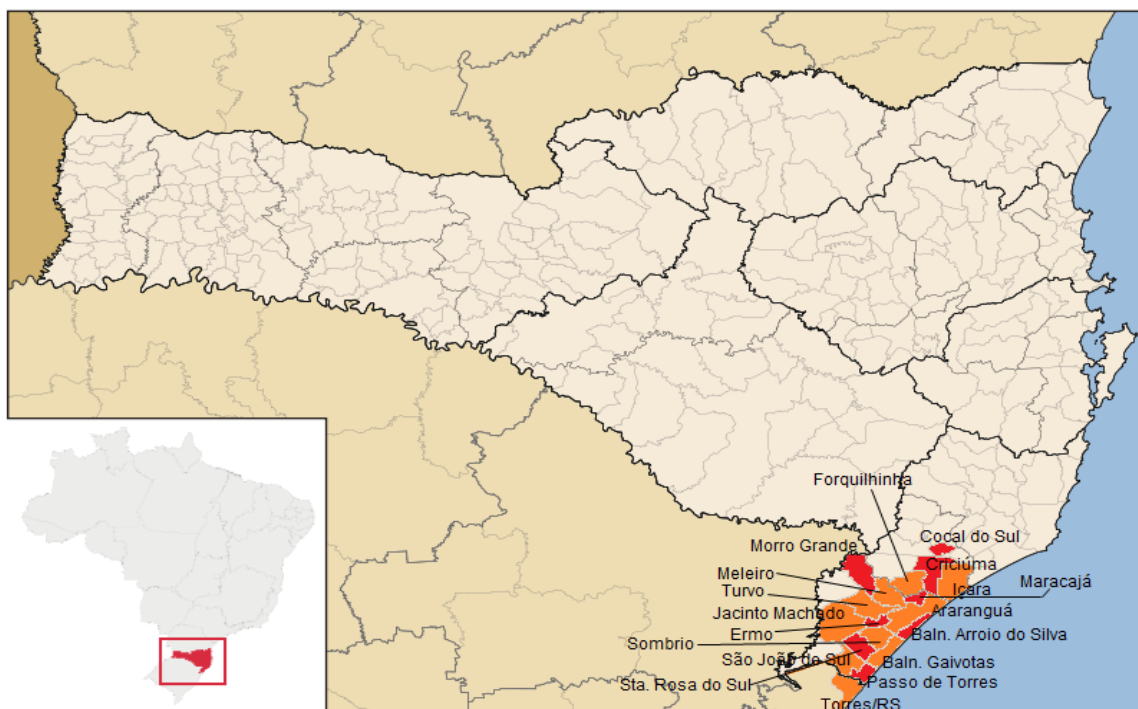 Forquilhinha
Cocal do Sul
Morro Grande
Criciúma
Meleiro
Maracajá
Turvo
Içara
Jacinto Machado
Araranguá
Ermo
Baln. Arroio do Silva
Sombrio
São João do Sul
Baln. Gaivotas
Sta. Rosa do Sul
Passo de Torres
Torres/RS